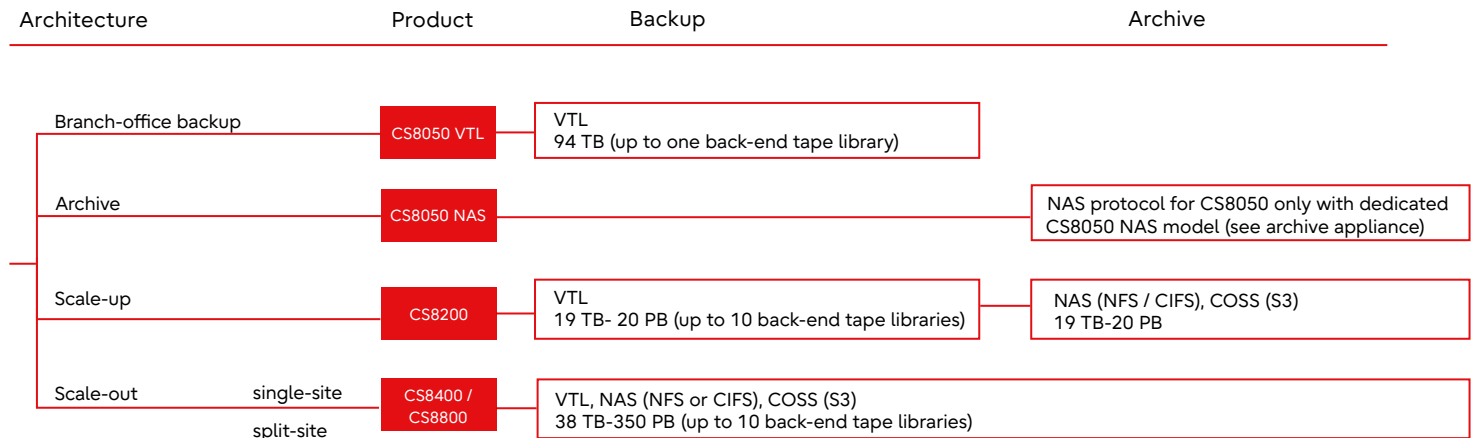 Architecture Product Backup Archive
Branch-office backup
CS8050 VTL
VTL
94 TB (up to one back-end tape library)
Archive
CS8050 NAS
NAS protocol for CS8050 only with dedicated
CS8050 NAS model (see archive appliance)
Scale-up
CS8200
VTL
19 TB- 20 PB (up to 10 back-end tape libraries)
NAS (NFS / CIFS), COSS (S3)
19 TB-20 PB
Scale-out
single-site
split-site
CS8400 /
CS8800
VTL, NAS (NFS or CIFS), COSS (S3)
38 TB-350 PB (up to 10 back-end tape libraries)